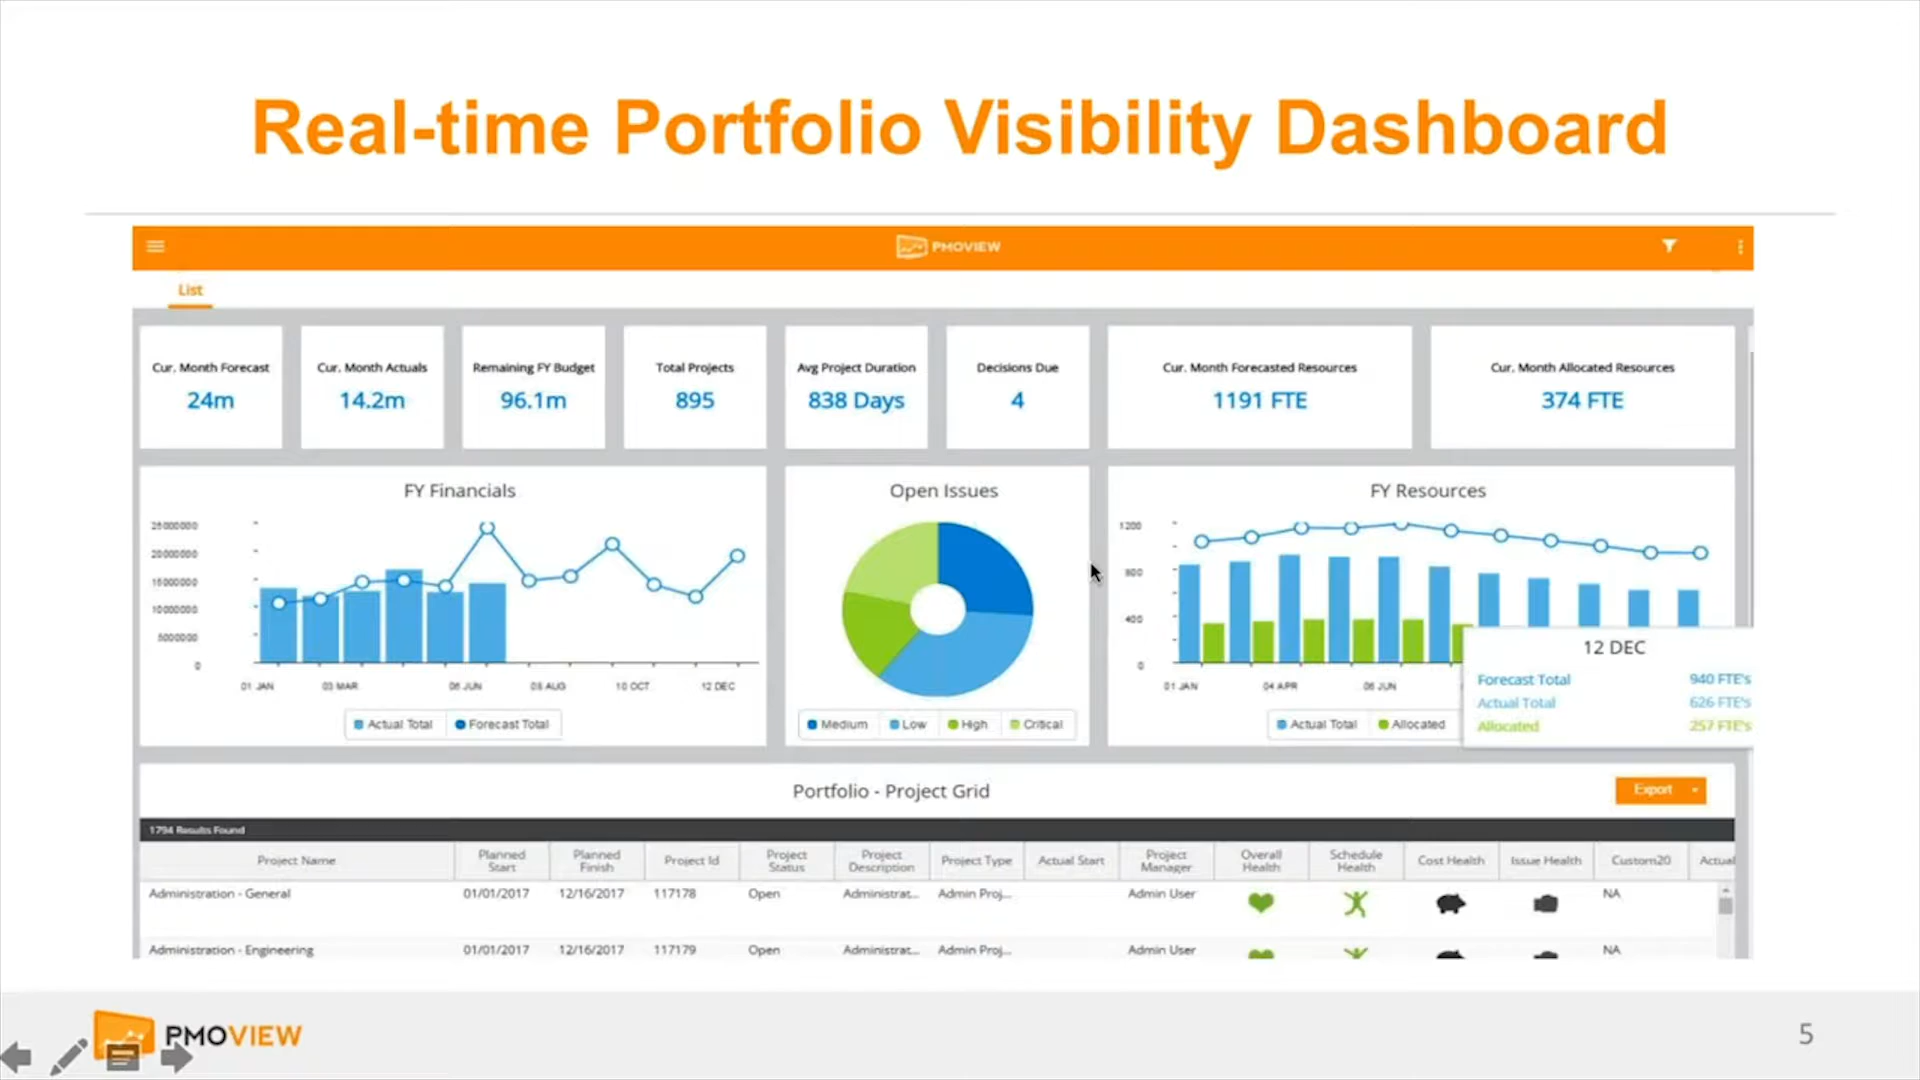 Real-time Portfolio Visibility Dashboard
PMOVIEW
List
Cur. Month Forecast
24m
Cur. Month Actuals
14.2m
Remaining FY Budget
96.1m
Total Projects
895
Avg Project Duration
838 Days
Decisions Due
4
Cur. Month Forecasted Resources
1191 FTE
Cur. Month Allocated Resources
374 FTE
FY Financials
25000000
20000000
15000000
10000000
5000000
0
01 JAN 03 MAR 06 JUN 08 AUG 10 OCT 12 DEC
Actual Total Forecast Total
Open Issues
Medium Low High Critical
FY Resources
1200
800
400
0
01 JAN 04 APR 06 JUN
Actual Total Allocated
12 DEC
Forecast Total 940 FTE's
Actual Total 626 FTE's
Allocated 257 FTE's
Portfolio - Project Grid
Export
1794 Results Found
Project Name Planned Start Planned Finish Project Id Project Status Project Description Project Type Actual Start Project Manager Overall Health Schedule Health Cost Health Issue Health Custom20 Actual
Administration - General 01/01/2017 12/16/2017 117178 Open Administrat... Admin Proj... Admin User NA
Administration - Engineering 01/01/2017 12/16/2017 117179 Open Administrat... Admin Proj... Admin User NA
PMOVIEW
5